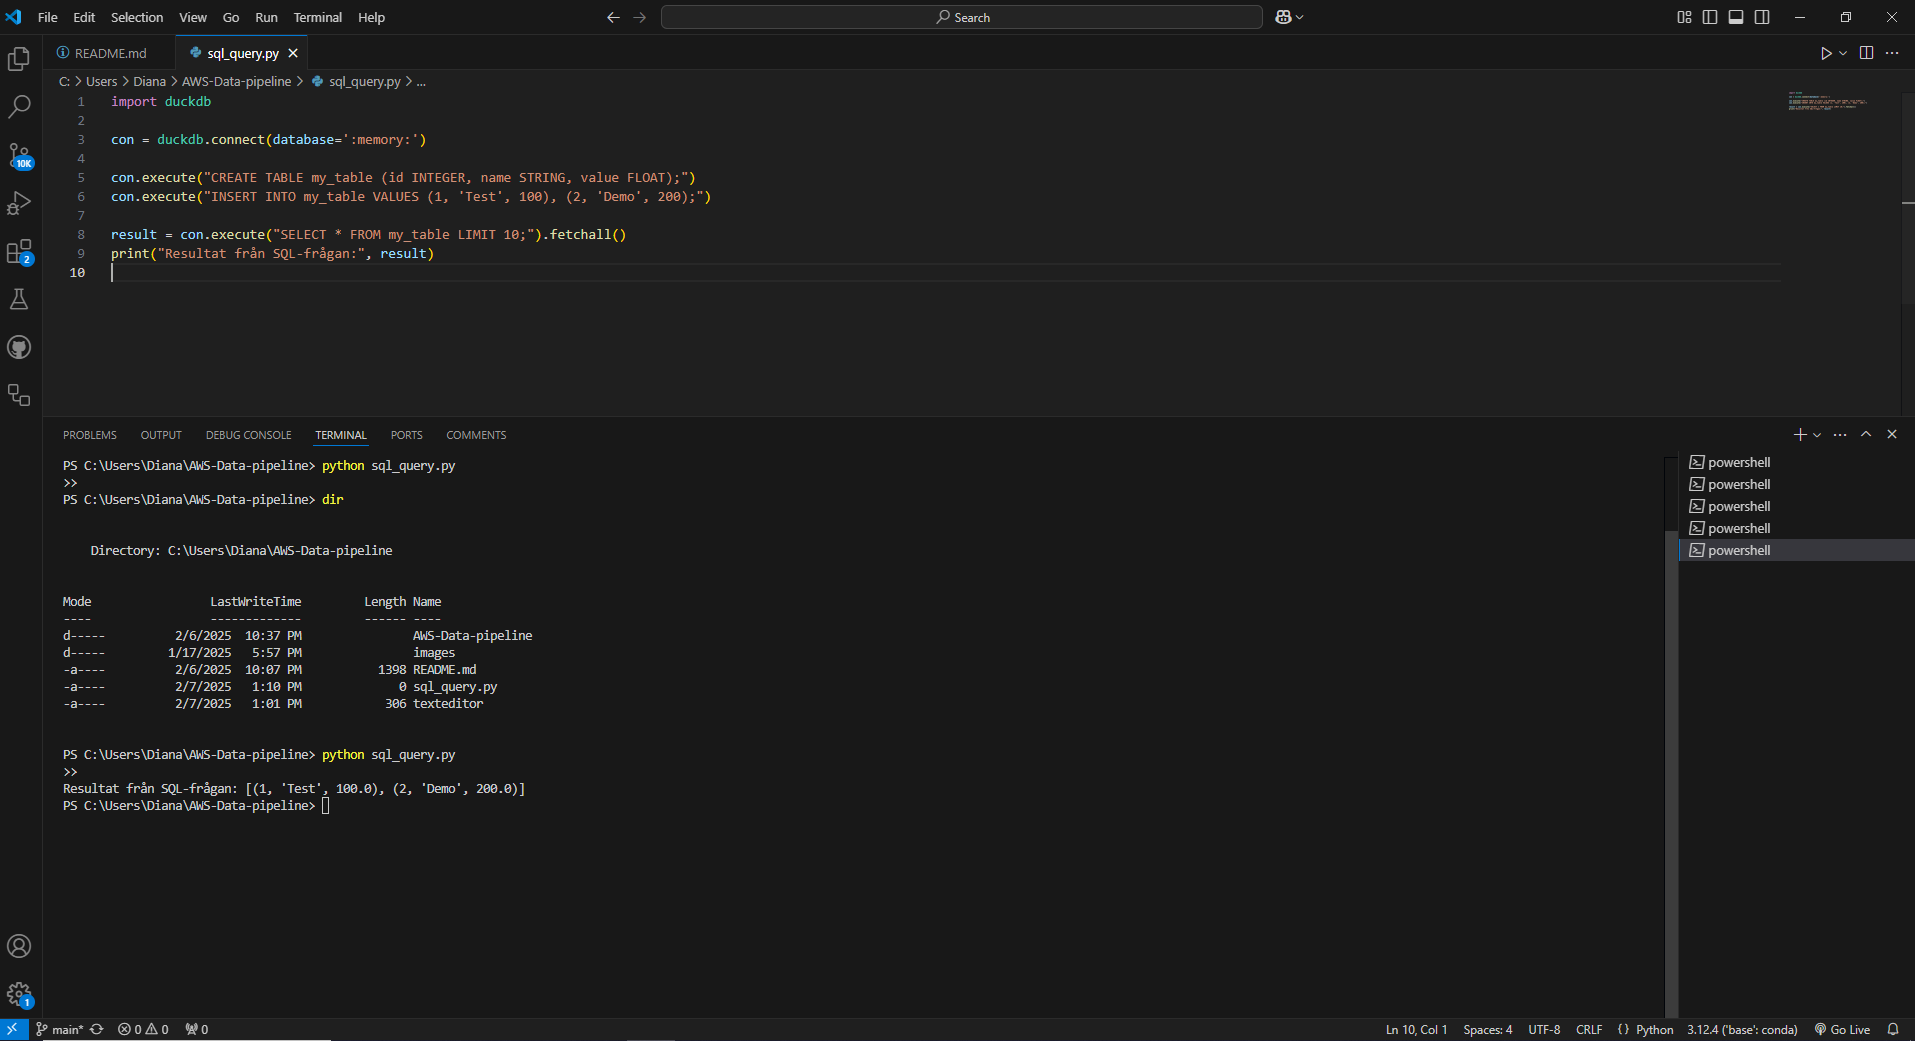 File Edit Selection View Go Run Terminal Help
Search
README.md
sql_query.py
C: > Users > Diana > AWS-Data-pipeline > sql_query.py > ...
1 import duckdb
2
3 con = duckdb.connect(database=':memory:')
4
5 con.execute("CREATE TABLE my_table (id INTEGER, name STRING, value FLOAT);")
6 con.execute("INSERT INTO my_table VALUES (1, 'Test', 100), (2, 'Demo', 200);")
7
8 result = con.execute("SELECT * FROM my_table LIMIT 10;").fetchall()
9 print("Resultat från SQL-frågan:", result)
10
10K
2
PROBLEMS OUTPUT DEBUG CONSOLE TERMINAL PORTS COMMENTS
PS C:\Users\Diana\AWS-Data-pipeline> python sql_query.py
>>
PS C:\Users\Diana\AWS-Data-pipeline> dir
Directory: C:\Users\Diana\AWS-Data-pipeline
Mode LastWriteTime Length Name
---- ------------- ------ ----
d----- 2/6/2025 10:37 PM AWS-Data-pipeline
d----- 1/17/2025 5:57 PM images
-a---- 2/6/2025 10:07 PM 1398 README.md
-a---- 2/7/2025 1:10 PM 0 sql_query.py
-a---- 2/7/2025 1:01 PM 306 texteditor
PS C:\Users\Diana\AWS-Data-pipeline> python sql_query.py
>>
Resultat från SQL-frågan: [(1, 'Test', 100.0), (2, 'Demo', 200.0)]
PS C:\Users\Diana\AWS-Data-pipeline>
powershell
powershell
powershell
powershell
powershell
1
main* 0 0 0
Ln 10, Col 1 Spaces: 4 UTF-8 CRLF {} Python 3.12.4 ('base': conda) Go Live